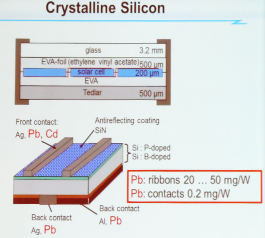 Crystalline Silicon
glass 3.2 mm
EVA-foil (ethylene vinyl acetate) 500 µm
solar cell 200 µm
EVA
Tedlar 500 µm
Front contact: Antireflecting coating
Ag, Pb, Cd SiN
Si : P-doped
Si : B-doped
Pb: ribbons 20 ... 50 mg/W
Pb: contacts 0.2 mg/W
Back contact
Al, Pb
Back contact
Ag, Pb